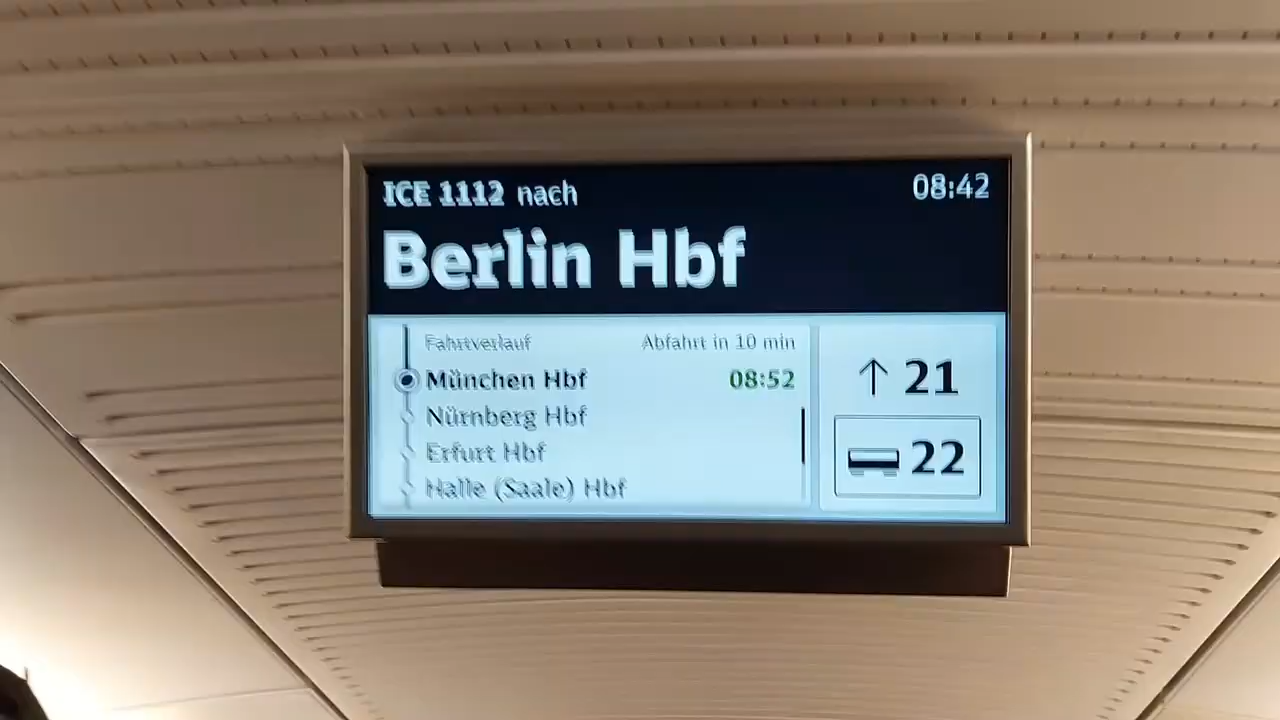 ICE 1112 nach 08:42
Berlin Hbf
Fahrtverlauf Abfahrt in 10 min
München Hbf 08:52
Nürnberg Hbf
Erfurt Hbf
Halle (Saale) Hbf
↑ 21
22